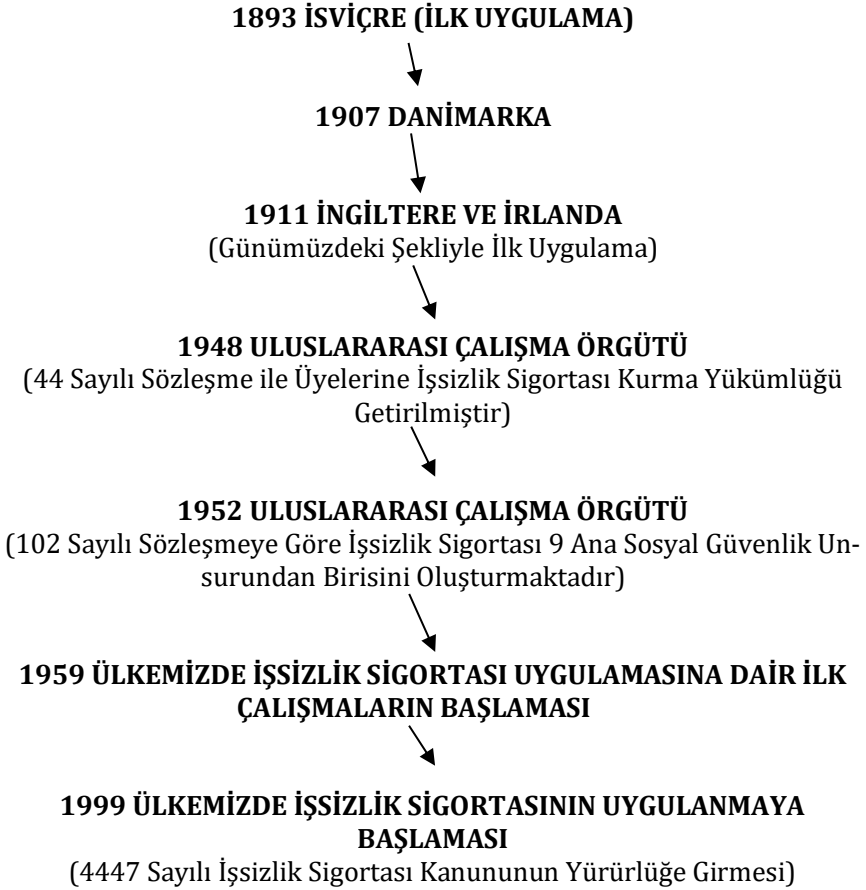 1893 İSVİÇRE (İLK UYGULAMA)
1907 DANİMARKA
1911 İNGİLTERE VE İRLANDA
(Günümüzdeki Şekliyle İlk Uygulama)
1948 ULUSLARARASI ÇALIŞMA ÖRGÜTÜ
(44 Sayılı Sözleşme ile Üyelerine İşsizlik Sigortası Kurma Yükümlüğü
Getirilmiştir)
1952 ULUSLARARASI ÇALIŞMA ÖRGÜTÜ
(102 Sayılı Sözleşmeye Göre İşsizlik Sigortası 9 Ana Sosyal Güvenlik Un-
surundan Birisini Oluşturmaktadır)
1959 ÜLKEMİZDE İŞSİZLİK SİGORTASI UYGULAMASINA DAİR İLK
ÇALIŞMALARIN BAŞLAMASI
1999 ÜLKEMİZDE İŞSİZLİK SİGORTASININ UYGULANMAYA
BAŞLAMASI
(4447 Sayılı İşsizlik Sigortası Kanununun Yürürlüğe Girmesi)